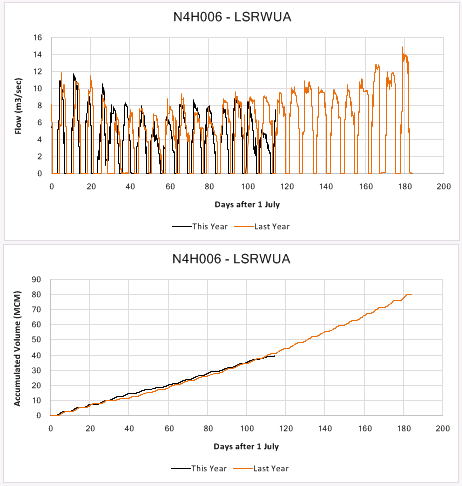 N4H006 - LSRWUA
16
14
12
10
8
6
4
2
0
Flow (m3/sec)
0 20 40 60 80 100 120 140 160 180 200
Days after 1 July
This Year Last Year
N4H006 - LSRWUA
90
80
70
60
50
40
30
20
10
0
Accumulated Volume (MCM)
0 20 40 60 80 100 120 140 160 180 200
Days after 1 July
This Year Last Year